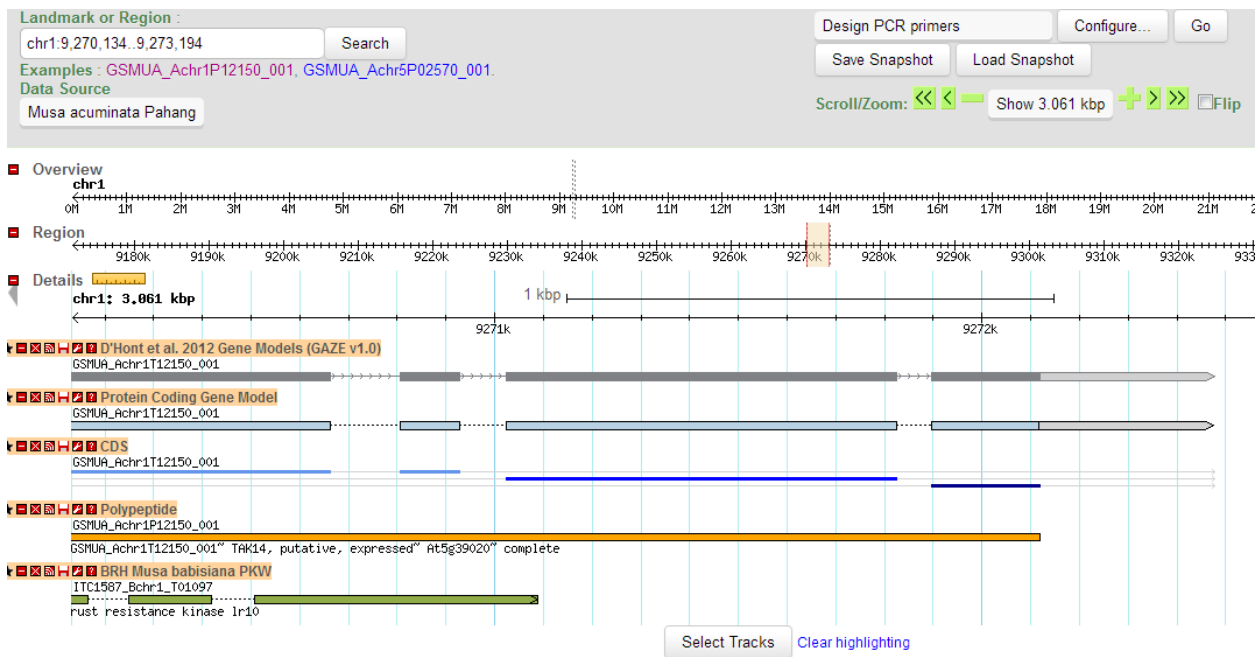 Landmark or Region :
chr1:9,270,134..9,273,194 Search
Examples : GSMUA_Achr1P12150_001, GSMUA_Achr5P02570_001.
Data Source
Musa acuminata Pahang
Design PCR primers Configure... Go
Save Snapshot Load Snapshot
Scroll/Zoom: << < Show 3.061 kbp > >> Flip
Overview
chr1
0M 1M 2M 3M 4M 5M 6M 7M 8M 9M 10M 11M 12M 13M 14M 15M 16M 17M 18M 19M 20M 21M
Region
9180k 9190k 9200k 9210k 9220k 9230k 9240k 9250k 9260k 9270k 9280k 9290k 9300k 9310k 9320k
Details
chr1: 3.061 kbp 1 kbp
9271k 9272k
D'Hont et al. 2012 Gene Models (GAZE v1.0)
GSMUA_Achr1T12150_001
Protein Coding Gene Model
GSMUA_Achr1T12150_001
CDS
GSMUA_Achr1T12150_001
Polypeptide
GSMUA_Achr1P12150_001
GSMUA_Achr1T12150_001~ TAK14, putative, expressed~ At5g39020~ complete
BRH Musa babisiana PKW
ITC1587_Bchr1_T01097
rust resistance kinase lr10
Select Tracks Clear highlighting